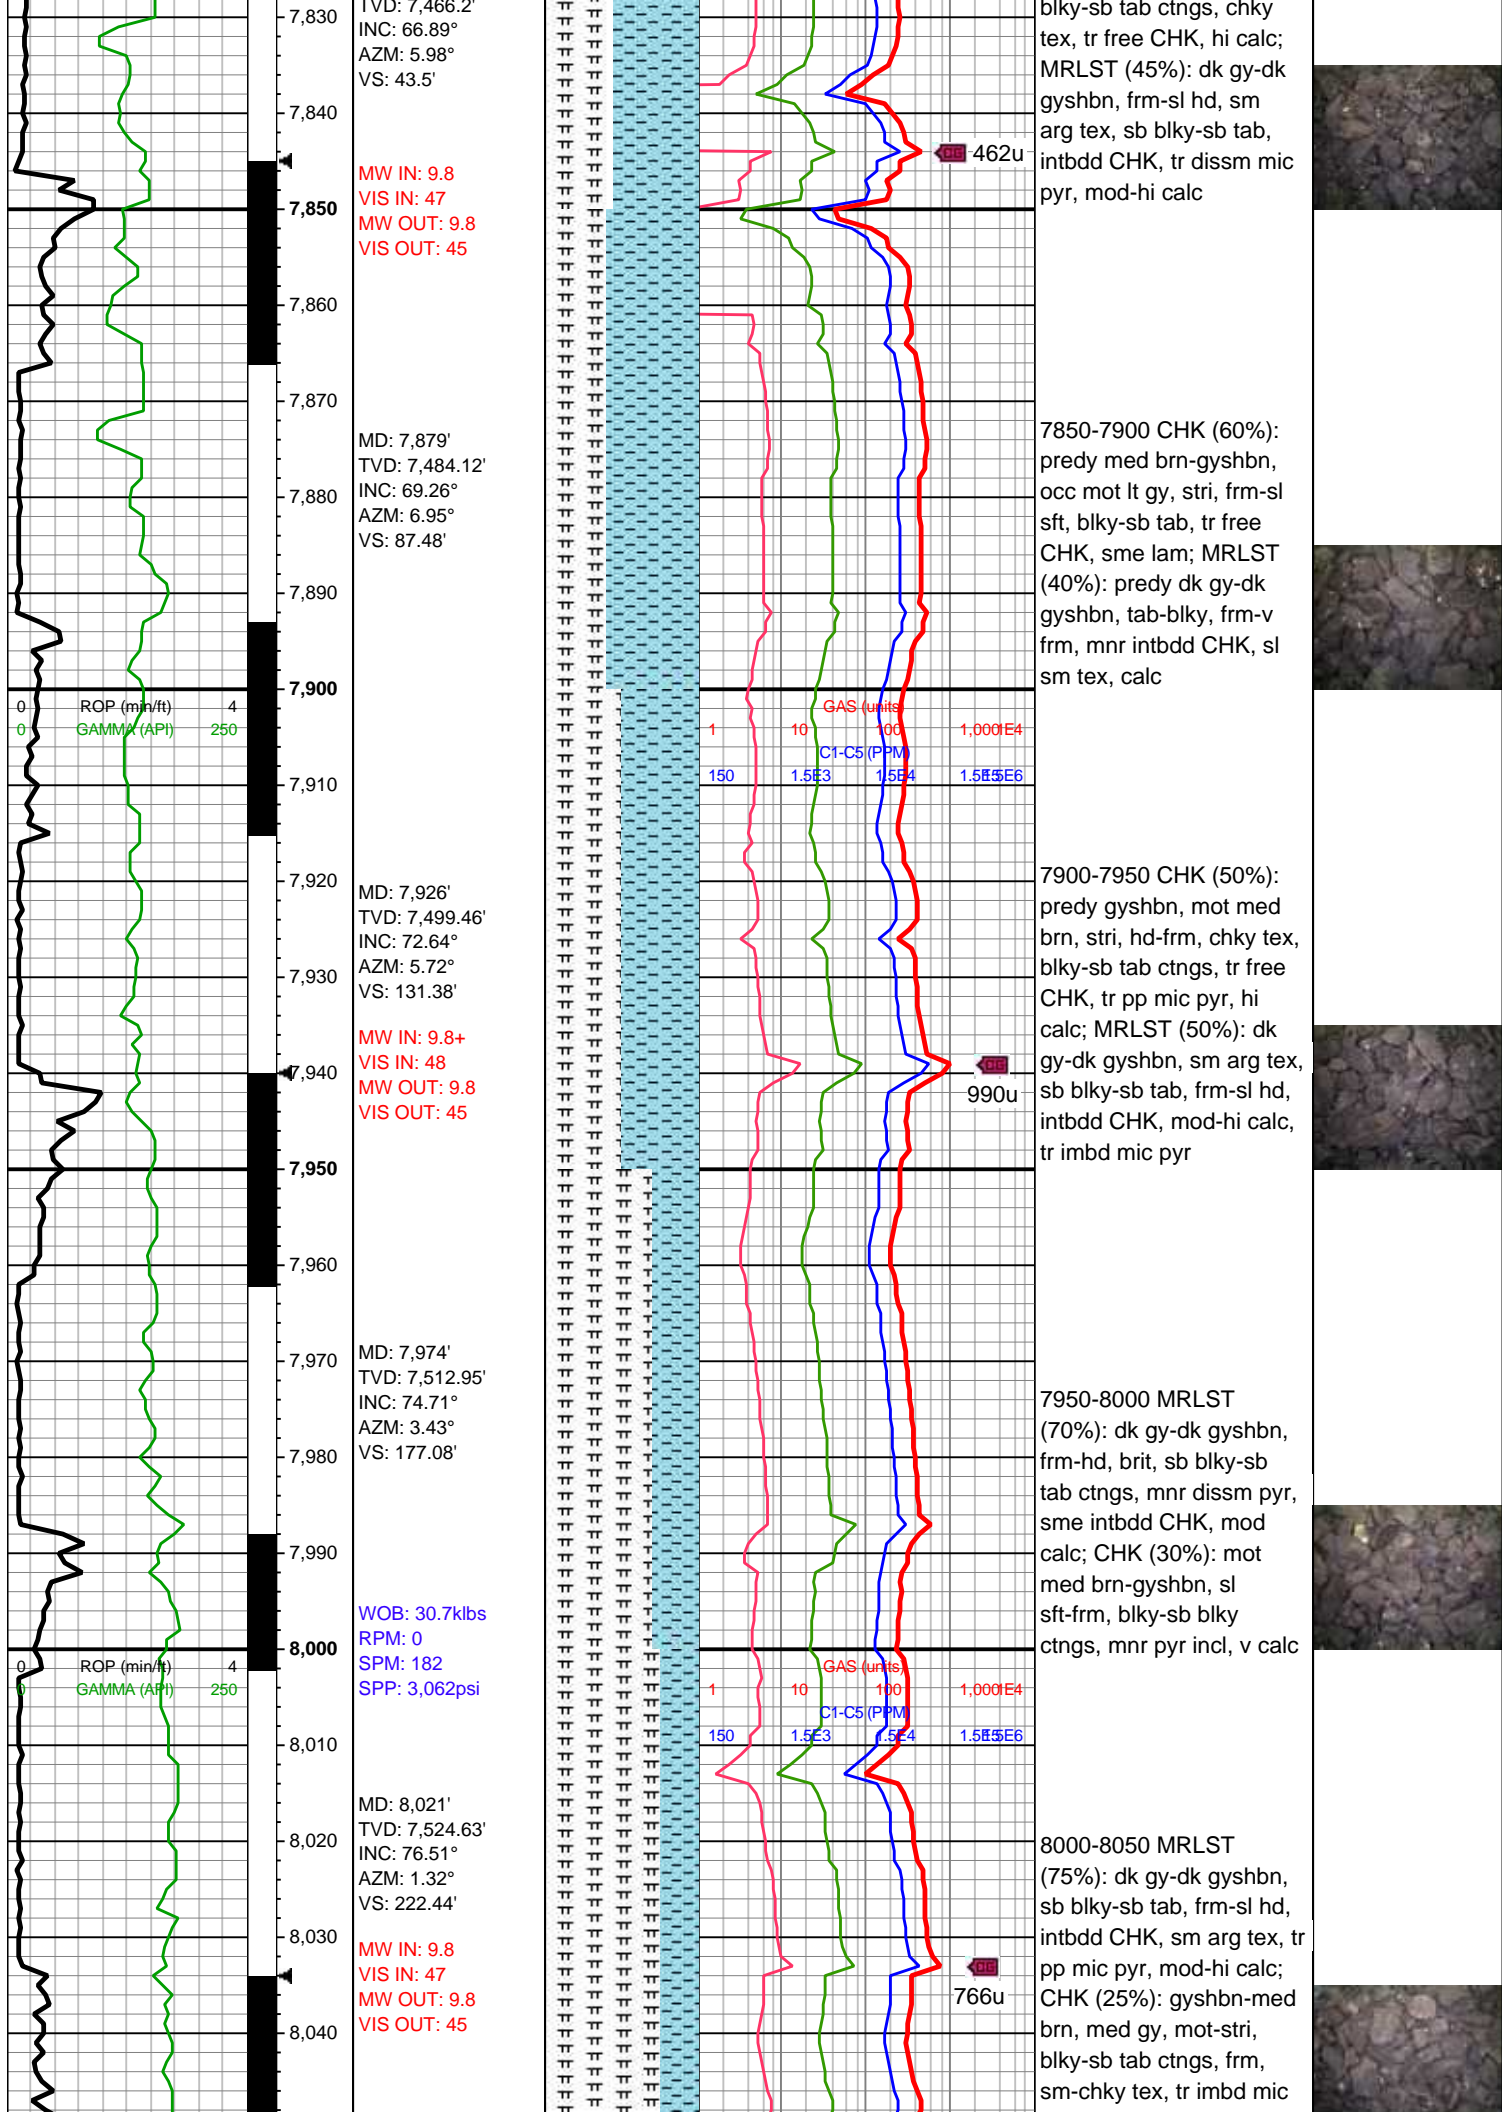 TVD: 7,466.2'
INC: 66.89°
AZM: 5.98°
VS: 43.5'
blky-sb tab ctngs, chky
tex, tr free CHK, hi calc;
MRLST (45%): dk gy-dk
gyshbn, frm-sl hd, sm
arg tex, sb blky-sb tab,
intbdd CHK, tr dissm mic
pyr, mod-hi calc
7,830
7,840
CG 462u
MW IN: 9.8
VIS IN: 47
MW OUT: 9.8
VIS OUT: 45
7,850
7,860
7,870
MD: 7,879'
TVD: 7,484.12'
INC: 69.26°
AZM: 6.95°
VS: 87.48'
7850-7900 CHK (60%):
predy med brn-gyshbn,
occ mot lt gy, stri, frm-sl
sft, blky-sb tab, tr free
CHK, sme lam; MRLST
(40%): predy dk gy-dk
gyshbn, tab-blky, frm-v
frm, mnr intbdd CHK, sl
sm tex, calc
7,880
7,890
7,900
0 ROP (min/ft) 4
0 GAMMA (API) 250
GAS (units)
1 10 100 1,000 1E4
C1-C5 (PPM)
150 1.5E3 1.5E4 1.5E5 1.5E6
7,910
7,920
MD: 7,926'
TVD: 7,499.46'
INC: 72.64°
AZM: 5.72°
VS: 131.38'
7900-7950 CHK (50%):
predy gyshbn, mot med
brn, stri, hd-frm, chky tex,
blky-sb tab ctngs, tr free
CHK, tr pp mic pyr, hi
calc; MRLST (50%): dk
gy-dk gyshbn, sm arg tex,
sb blky-sb tab, frm-sl hd,
intbdd CHK, mod-hi calc,
tr imbd mic pyr
7,930
MW IN: 9.8+
VIS IN: 48
MW OUT: 9.8
VIS OUT: 45
7,940
CG
990u
7,950
7,960
7,970
MD: 7,974'
TVD: 7,512.95'
INC: 74.71°
AZM: 3.43°
VS: 177.08'
7950-8000 MRLST
(70%): dk gy-dk gyshbn,
frm-hd, brit, sb blky-sb
tab ctngs, mnr dissm pyr,
sme intbdd CHK, mod
calc; CHK (30%): mot
med brn-gyshbn, sl
sft-frm, blky-sb blky
ctngs, mnr pyr incl, v calc
7,980
7,990
WOB: 30.7klbs
RPM: 0
SPM: 182
SPP: 3,062psi
8,000
0 ROP (min/ft) 4
0 GAMMA (API) 250
GAS (units)
1 10 100 1,000 1E4
C1-C5 (PPM)
150 1.5E3 1.5E4 1.5E5 1.5E6
8,010
MD: 8,021'
TVD: 7,524.63'
INC: 76.51°
AZM: 1.32°
VS: 222.44'
8,020
8000-8050 MRLST
(75%): dk gy-dk gyshbn,
sb blky-sb tab, frm-sl hd,
intbdd CHK, sm arg tex, tr
pp mic pyr, mod-hi calc;
CHK (25%): gyshbn-med
brn, med gy, mot-stri,
blky-sb tab ctngs, frm,
sm-chky tex, tr imbd mic
8,030
MW IN: 9.8
VIS IN: 47
MW OUT: 9.8
VIS OUT: 45
CG
766u
8,040